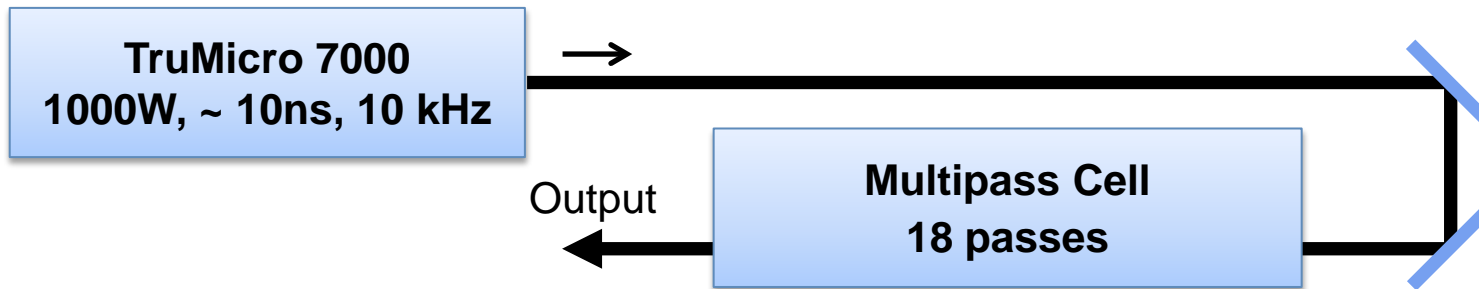 TruMicro 7000
1000W, ~ 10ns, 10 kHz
Output
Multipass Cell
18 passes